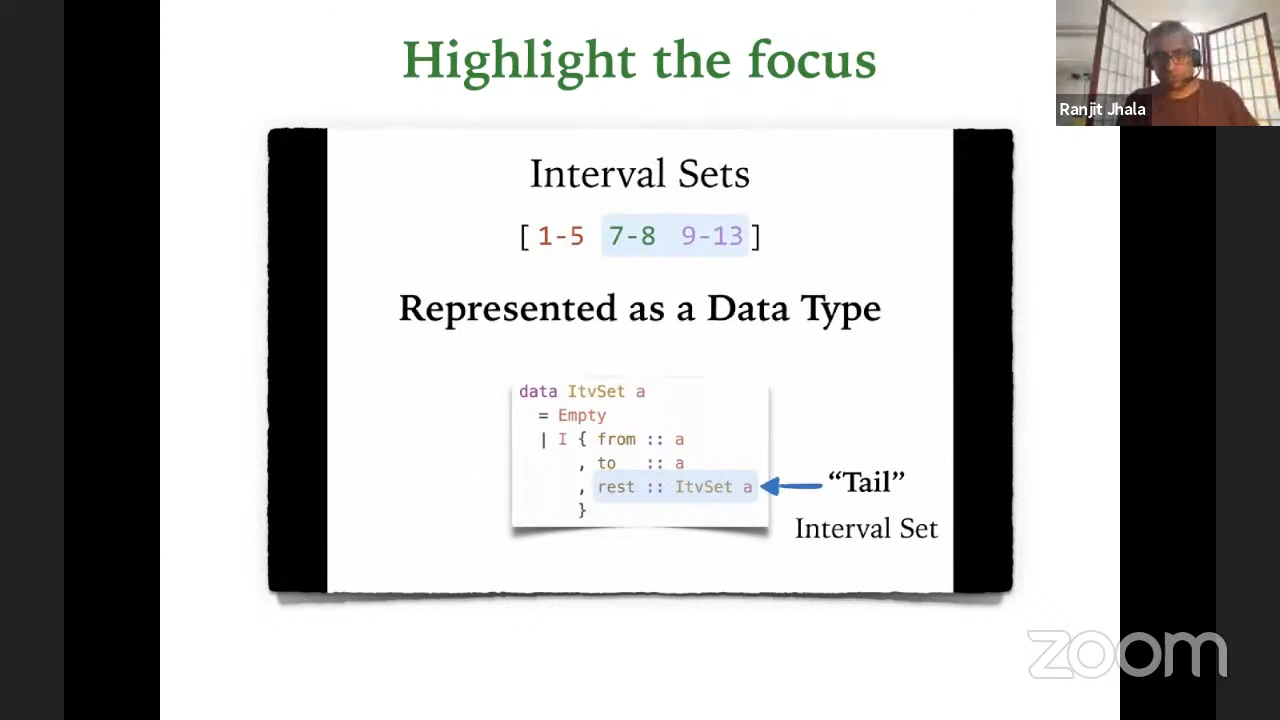 Highlight the focus
Ranjit Jhala
Interval Sets
[ 1-5 7-8 9-13 ]
Represented as a Data Type
data ItvSet a
= Empty
| I { from :: a
, to :: a
, rest :: ItvSet a
}
“Tail”
Interval Set
zoom